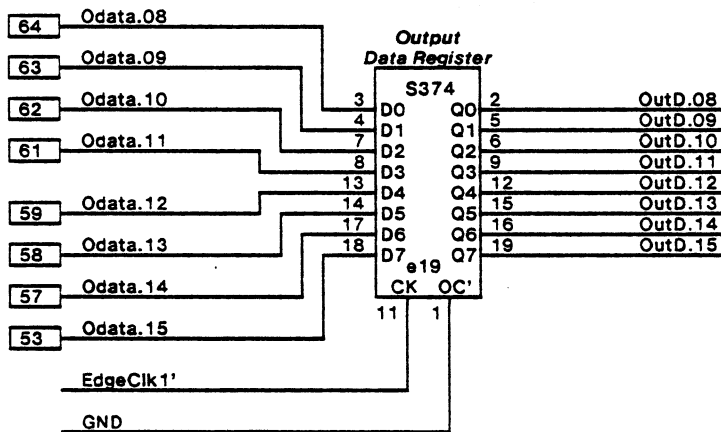 64 Odata.08
Output
63 Odata.09
Data Register
S374
62 Odata.10
3 D0 Q0 2 OutD.08
4 D1 Q1 5 OutD.09
61 Odata.11
7 D2 Q2 6 OutD.10
8 D3 Q3 9 OutD.11
59 Odata.12
13 D4 Q4 12 OutD.12
14 D5 Q5 15 OutD.13
58 Odata.13
17 D6 Q6 16 OutD.14
18 D7 Q7 19 OutD.15
e19
57 Odata.14
CK OC'
11 1
53 Odata.15
EdgeClk1'
GND